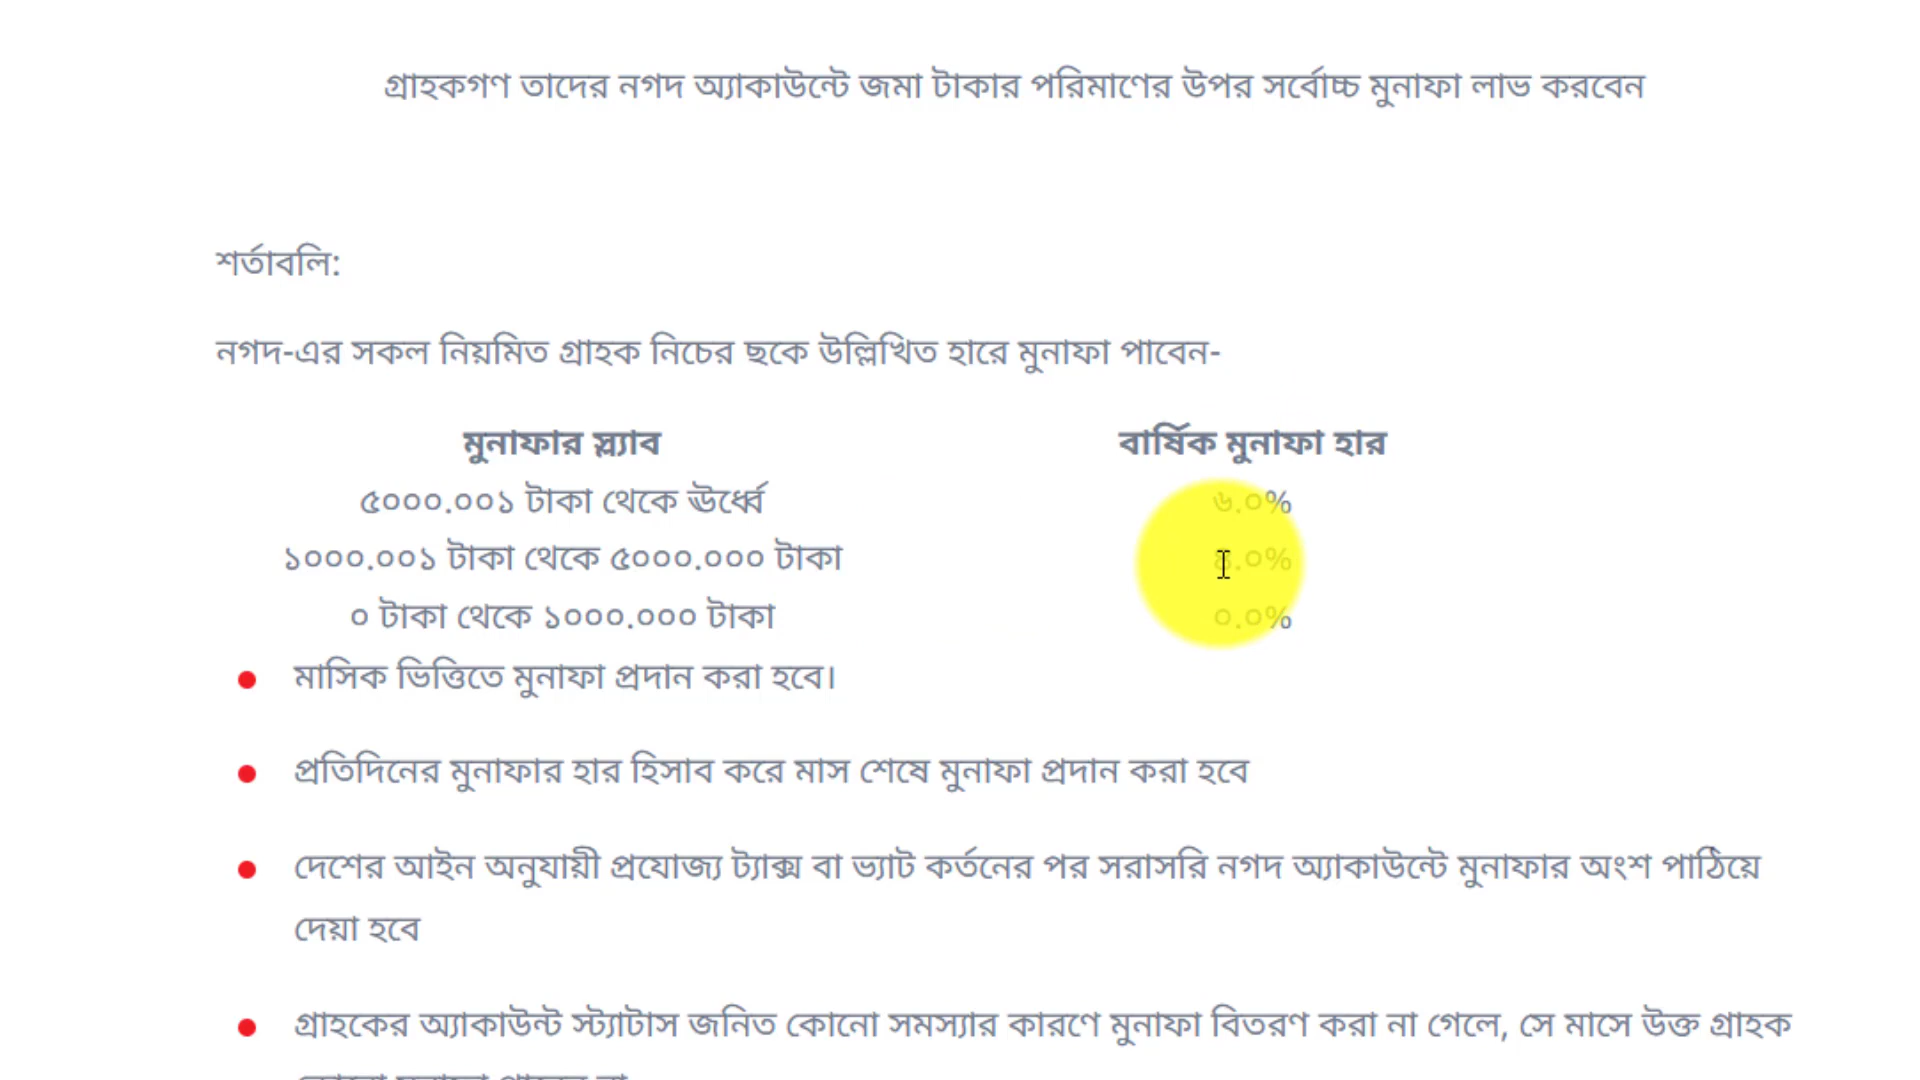 গ্রাহকগণ তাদের নগদ অ্যাকাউন্টে জমা টাকার পরিমাণের উপর সর্বোচ্চ মুনাফা লাভ করবেন
শর্তাবলি:
নগদ-এর সকল নিয়মিত গ্রাহক নিচের ছকে উল্লিখিত হারে মুনাফা পাবেন-
মুনাফার স্ল্যাব বার্ষিক মুনাফা হার
৫০০০.০০১ টাকা থেকে ঊর্ধ্বে ৬.০%
১০০০.০০১ টাকা থেকে ৫০০০.০০০ টাকা ৪.০%
০ টাকা থেকে ১০০০.০০০ টাকা ০.০%
মাসিক ভিত্তিতে মুনাফা প্রদান করা হবে।
প্রতিদিনের মুনাফার হার হিসাব করে মাস শেষে মুনাফা প্রদান করা হবে
দেশের আইন অনুযায়ী প্রযোজ্য ট্যাক্স বা ভ্যাট কর্তনের পর সরাসরি নগদ অ্যাকাউন্টে মুনাফার অংশ পাঠিয়ে
দেয়া হবে
গ্রাহকের অ্যাকাউন্ট স্ট্যাটাস জনিত কোনো সমস্যার কারণে মুনাফা বিতরণ করা না গেলে, সে মাসে উক্ত গ্রাহক